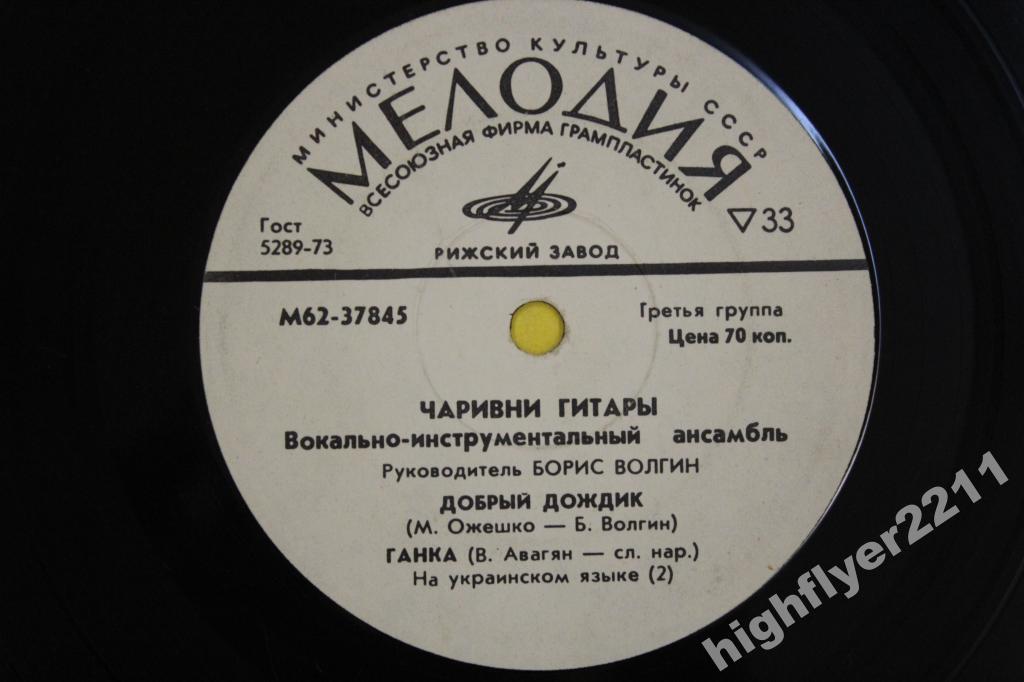 МИНИСТЕРСТВО КУЛЬТУРЫ СССР
МЕЛОДИЯ
ВСЕСОЮЗНАЯ ФИРМА ГРАМПЛАСТИНОК
Гост
5289-73
▽33
РИЖСКИЙ ЗАВОД
М62-37845
Третья группа
Цена 70 коп.
ЧАРИВНИ ГИТАРЫ
Вокально-инструментальный ансамбль
Руководитель БОРИС ВОЛГИН
ДОБРЫЙ ДОЖДИК
(М. Ожешко — Б. Волгин)
ГАНКА (В. Авагян — сл. нар.)
На украинском языке (2)
highflyer2211